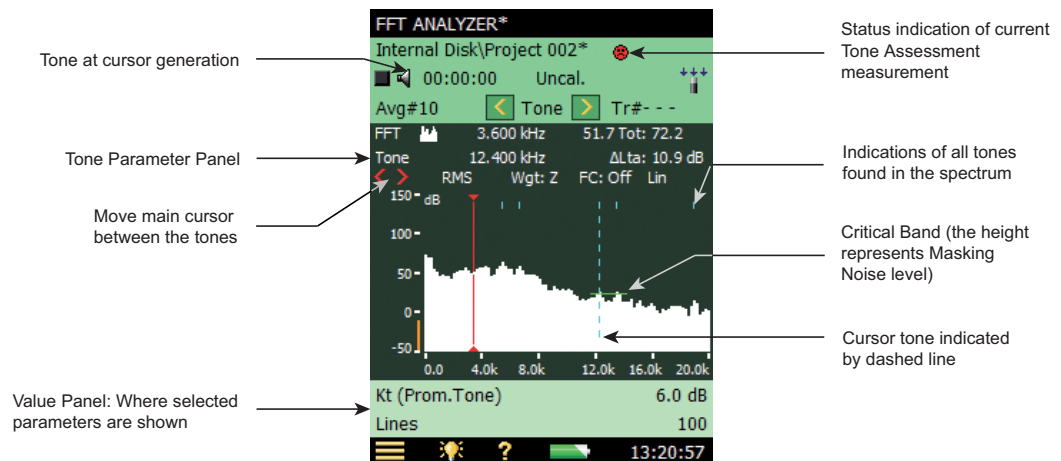 FFT ANALYZER*
Internal Disk\Project 002*
00:00:00 Uncal.
Avg#10 < Tone > Tr#- - -
FFT 3.600 kHz 51.7 Tot: 72.2
Tone 12.400 kHz ΔLta: 10.9 dB
< > RMS Wgt: Z FC: Off Lin
150 dB
100
50
0
-50
0.0 4.0k 8.0k 12.0k 16.0k 20.0k
Kt (Prom.Tone) 6.0 dB
Lines 100
? 13:20:57
Tone at cursor generation
Tone Parameter Panel
Move main cursor
between the tones
Value Panel: Where selected
parameters are shown
Status indication of current
Tone Assessment
measurement
Indications of all tones
found in the spectrum
Critical Band (the height
represents Masking
Noise level)
Cursor tone indicated
by dashed line